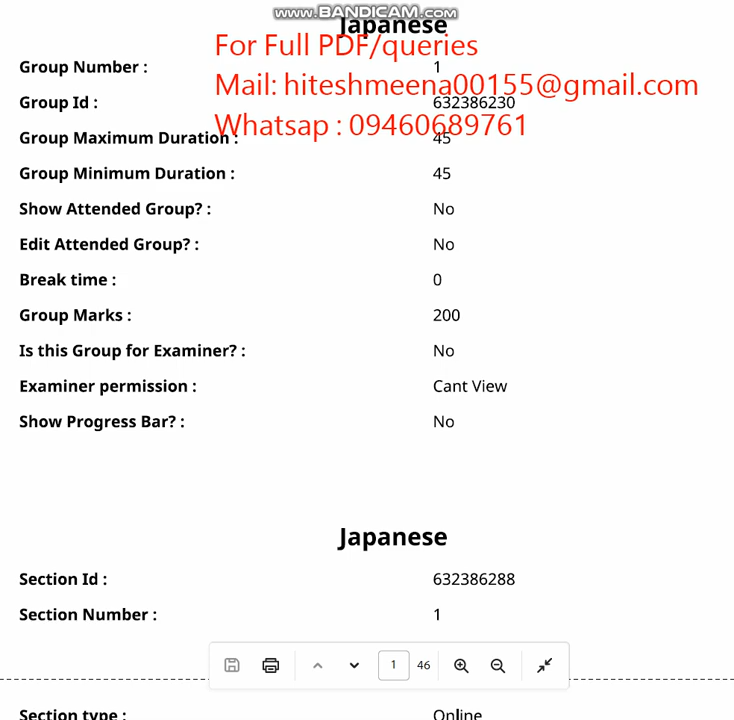 www.BANDICAM.com
Japanese
For Full PDF/queries
Group Number : 1
Mail: hiteshmeena00155@gmail.com
Group Id : 632386230
Whatsap : 09460689761
Group Maximum Duration : 45
Group Minimum Duration : 45
Show Attended Group? : No
Edit Attended Group? : No
Break time : 0
Group Marks : 200
Is this Group for Examiner? : No
Examiner permission : Cant View
Show Progress Bar? : No
Japanese
Section Id : 632386288
Section Number : 1
1 46
Section type : Online